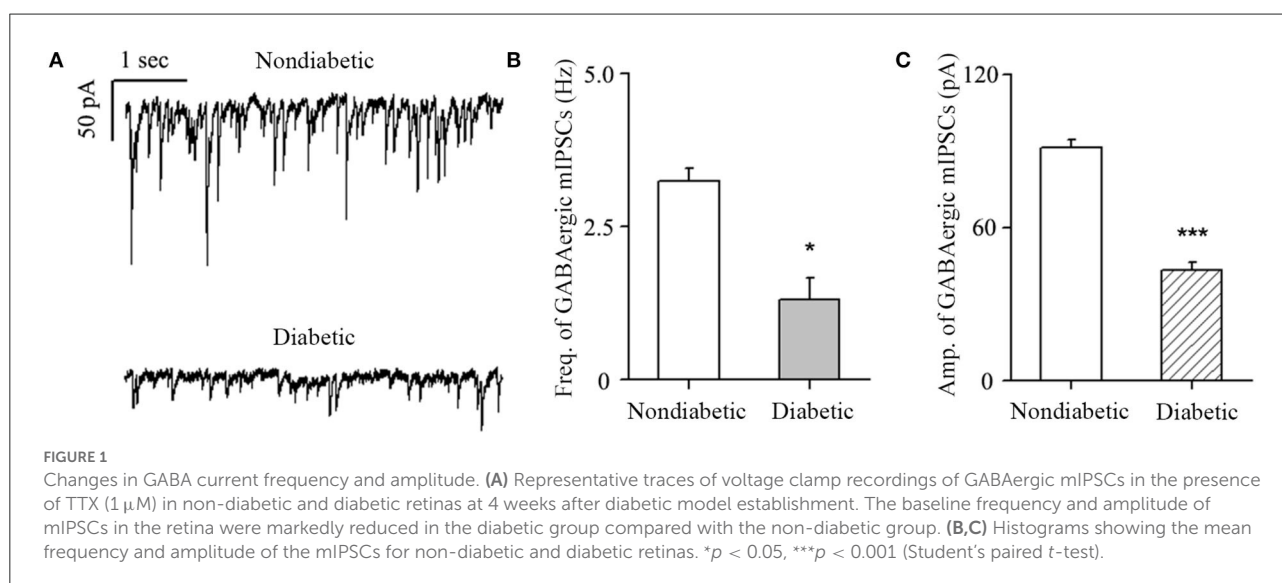 A
1 sec
50 pA
Nondiabetic
Diabetic
B
Freq. of GABAergic mIPSCs (Hz)
5.0
2.5
0
*
Nondiabetic Diabetic
C
Amp. of GABAergic mIPSCs (pA)
120
60
0
***
Nondiabetic Diabetic
FIGURE 1
Changes in GABA current frequency and amplitude. (A) Representative traces of voltage clamp recordings of GABAergic mIPSCs in the presence
of TTX (1 μM) in non-diabetic and diabetic retinas at 4 weeks after diabetic model establishment. The baseline frequency and amplitude of
mIPSCs in the retina were markedly reduced in the diabetic group compared with the non-diabetic group. (B,C) Histograms showing the mean
frequency and amplitude of the mIPSCs for non-diabetic and diabetic retinas. *p < 0.05, ***p < 0.001 (Student's paired t-test).